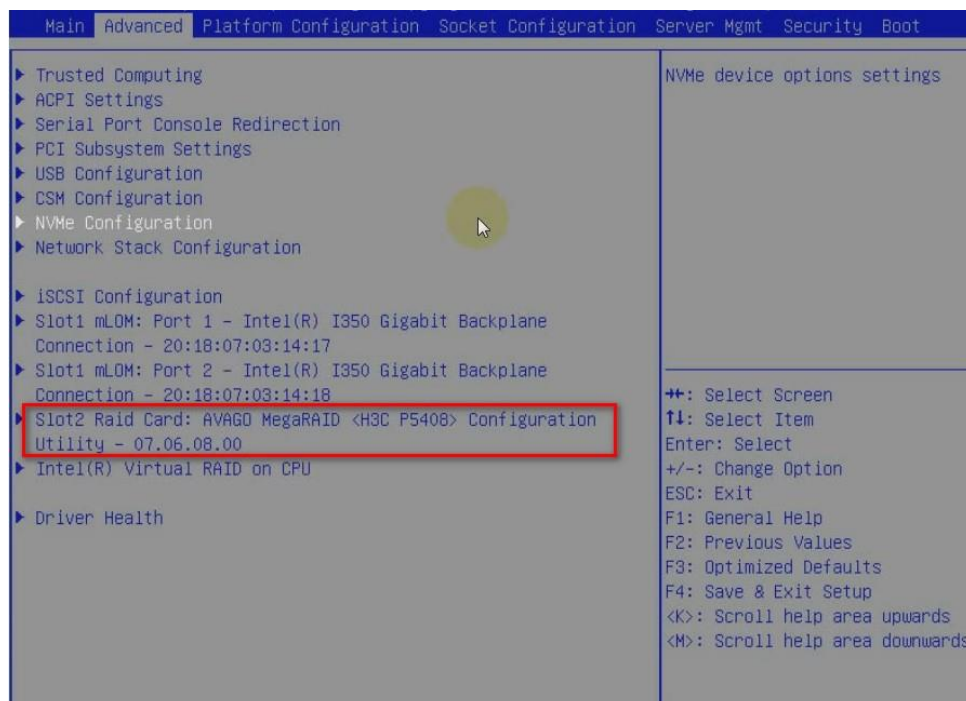 Main Advanced Platform Configuration Socket Configuration Server Mgmt Security Boot
Trusted Computing
ACPI Settings
Serial Port Console Redirection
PCI Subsystem Settings
USB Configuration
CSM Configuration
NVMe Configuration
Network Stack Configuration
iSCSI Configuration
Slot1 mLOM: Port 1 - Intel(R) I350 Gigabit Backplane
Connection - 20:18:07:03:14:17
Slot1 mLOM: Port 2 - Intel(R) I350 Gigabit Backplane
Connection - 20:18:07:03:14:18
Slot2 Raid Card: AVAGO MegaRAID <H3C P5408> Configuration
Utility - 07.06.08.00
Intel(R) Virtual RAID on CPU
Driver Health
NVMe device options settings
→←: Select Screen
↑↓: Select Item
Enter: Select
+/-: Change Option
ESC: Exit
F1: General Help
F2: Previous Values
F3: Optimized Defaults
F4: Save & Exit Setup
<K>: Scroll help area upwards
<M>: Scroll help area downwards